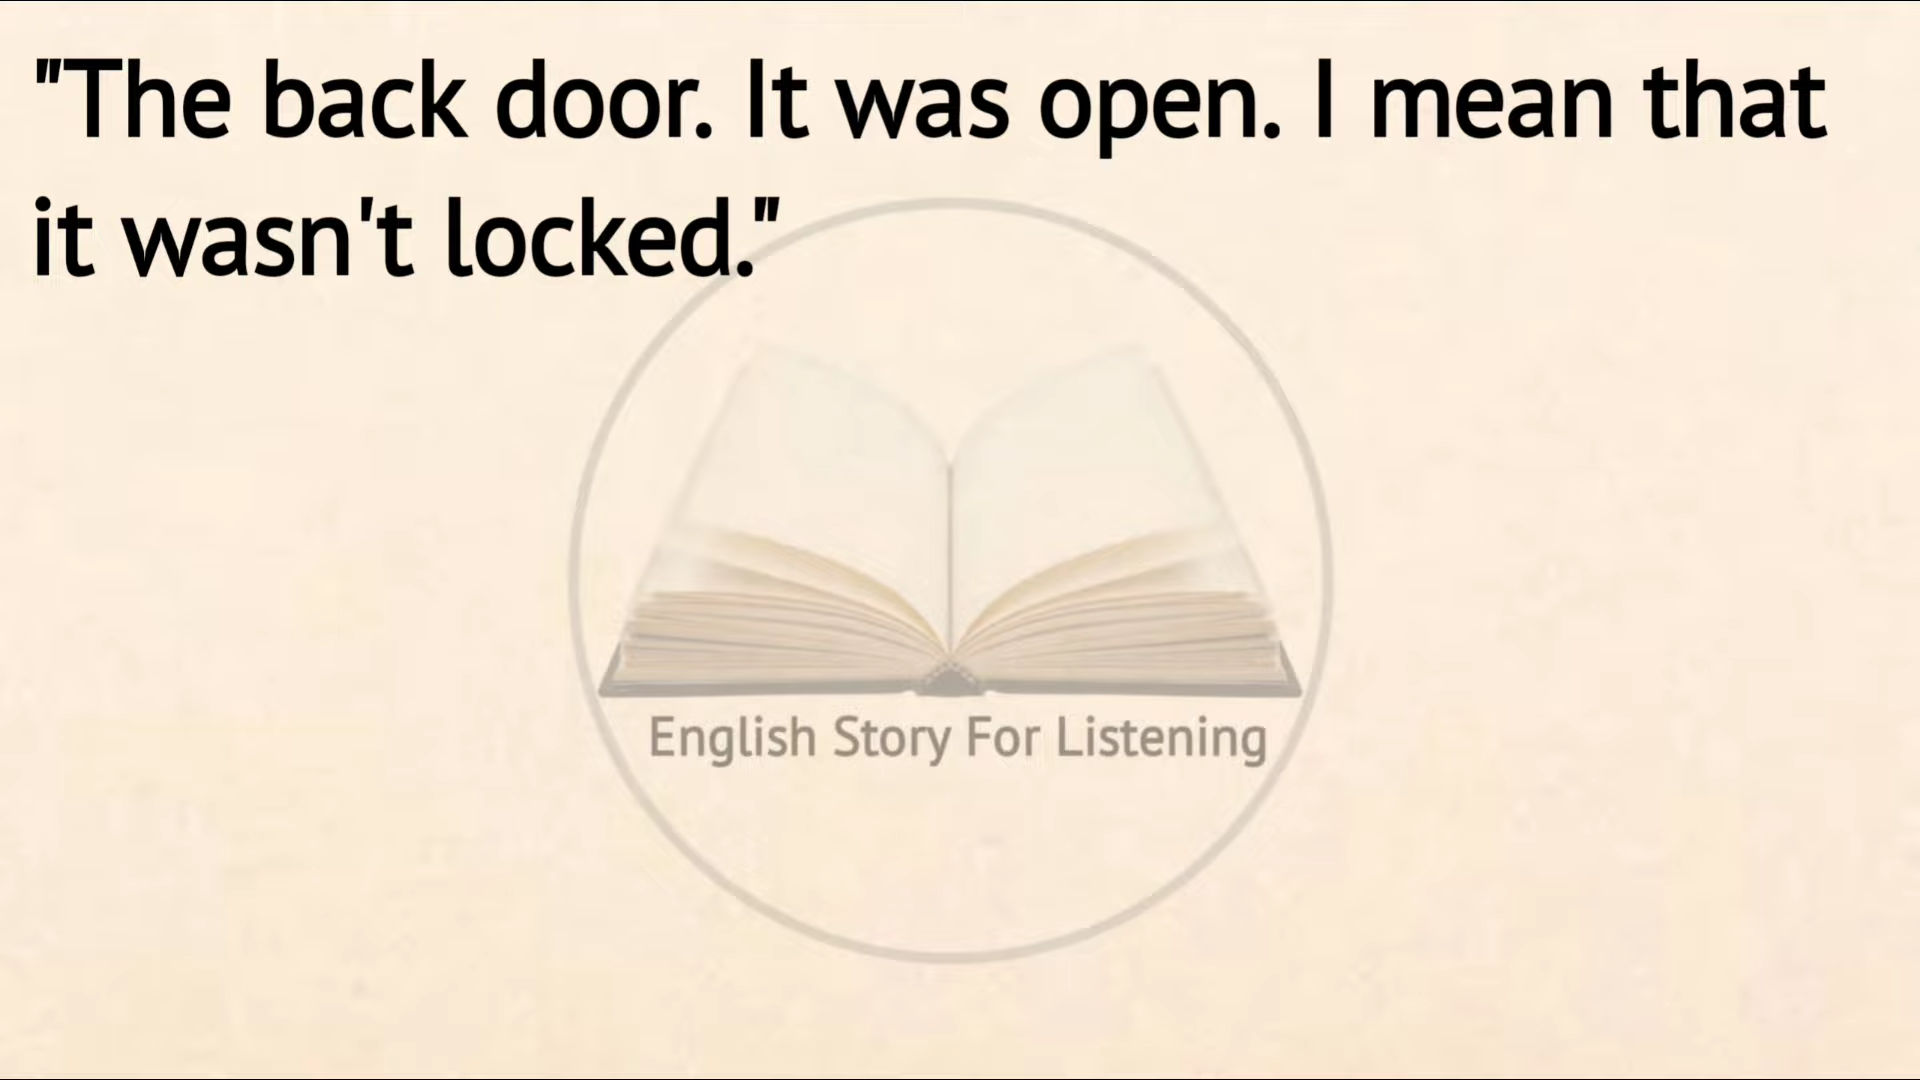 "The back door. It was open. I mean that
it wasn't locked."
English Story For Listening